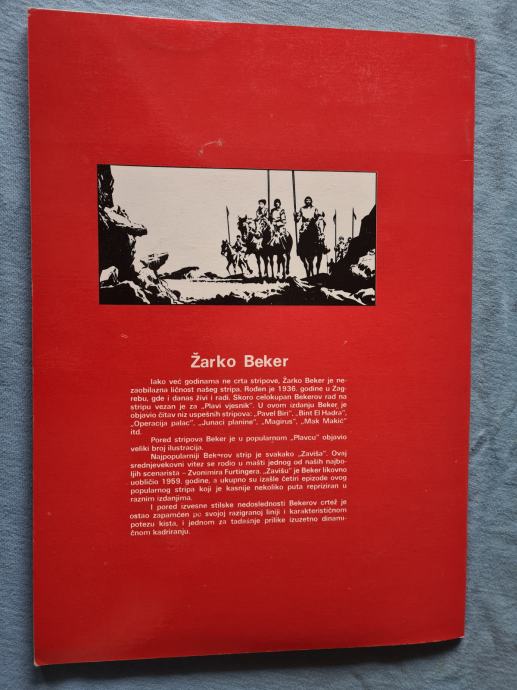 Žarko Beker
Iako već godinama ne crta stripove, Žarko Beker je ne-
zaobilazna ličnost našeg stripa. Rođen je 1936. godine u Zag-
rebu, gde i danas živi i radi. Skoro celokupan Bekerov rad na
stripu vezan je za „Plavi vjesnik”. U ovom izdanju Beker je
objavio čitav niz uspešnih stripova: „Pavel Biri”, „Bint El Hadra”,
„Operacija palac”, „Junaci planine”, „Magirus”, „Mak Makić”
itd.
Pored stripova Beker je u popularnom „Plavcu” objavio
veliki broj ilustracija.
Najpopularniji Bekerov strip je svakako „Zaviša”. Ovaj
srednjevekovni vitez se rodio u mašti jednog od naših najbo-
ljih scenarista – Zvonimira Furtingera. „Zavišu” je Beker likovno
uobličio 1959. godine, a ukupno su izašle četiri epizode ovog
popularnog stripa koji je kasnije nekoliko puta repriziran u
raznim izdanjima.
I pored izvesne stilske nedoslednosti Bekerov crtež je
ostao zapamćen po svojoj razigranoj liniji i karakterističnom
potezu kista, i jednom za tadašnje prilike izuzetno dinami-
čnom kadriranju.